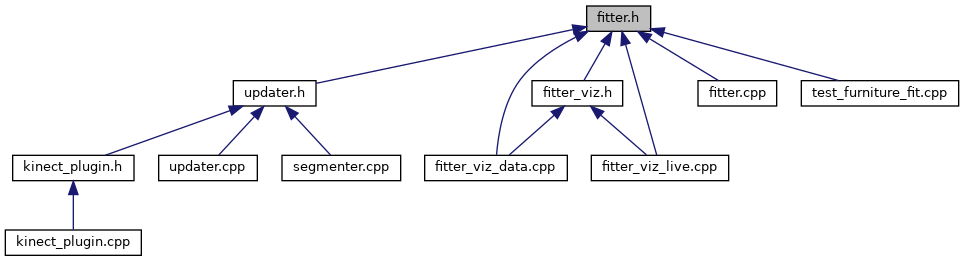 fitter.h
updater.h
fitter_viz.h
fitter.cpp
test_furniture_fit.cpp
kinect_plugin.h
updater.cpp
segmenter.cpp
fitter_viz_data.cpp
fitter_viz_live.cpp
kinect_plugin.cpp